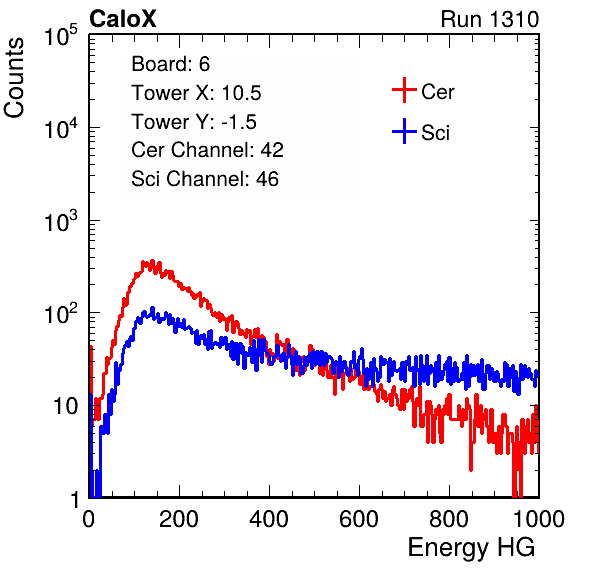 CaloX Run 1310
Counts
10^5
10^4
10^3
10^2
10
1
Board: 6
Tower X: 10.5
Tower Y: -1.5
Cer Channel: 42
Sci Channel: 46
Cer
Sci
0 200 400 600 800 1000
Energy HG